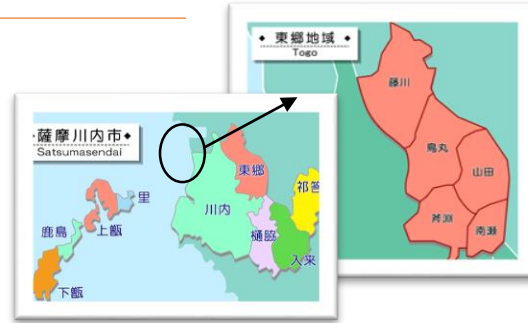 ◆ 東郷地域 ◆
Togo
藤川
鳥丸
山田
斧渕
南瀬
薩摩川内市◆
Satsumasendai
里
上甑
鹿島
下甑
東郷
川内
樋脇
入来
祁答